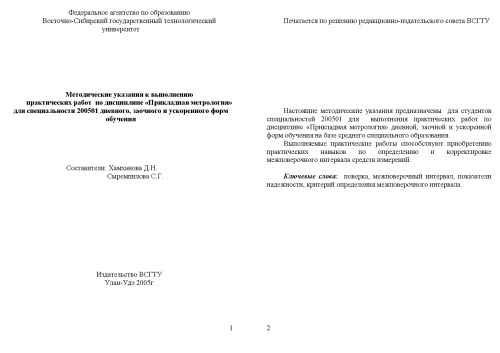 Федеральное агентство по образованию
Восточно-Сибирский государственный технологический
университет
Методические указания к выполнению
практических работ по дисциплине «Прикладная метрология»
для специальности 200501 дневного, заочного и ускоренного форм
обучения
Составители: Хамханова Д.Н.
Сыремпилова С.Г.
Издательство ВСГТУ
Улан-Удэ 2005г
1
Печатается по решению редакционно-издательского совета ВСГТУ
Настоящие методические указания предназначены для студентов
специальностей 200501 для выполнения практических работ по
дисциплине «Прикладная метрология» дневной, заочной и ускоренной
форм обучения на базе среднего специального образования.
Выполняемые практические работы способствуют приобретению
практических навыков по определению и корректировке
межповерочного интервала средств измерений.
Ключевые слова: поверка, межповерочный интервал, показатели
надежности, критерий определения межповерочного интервала.
2